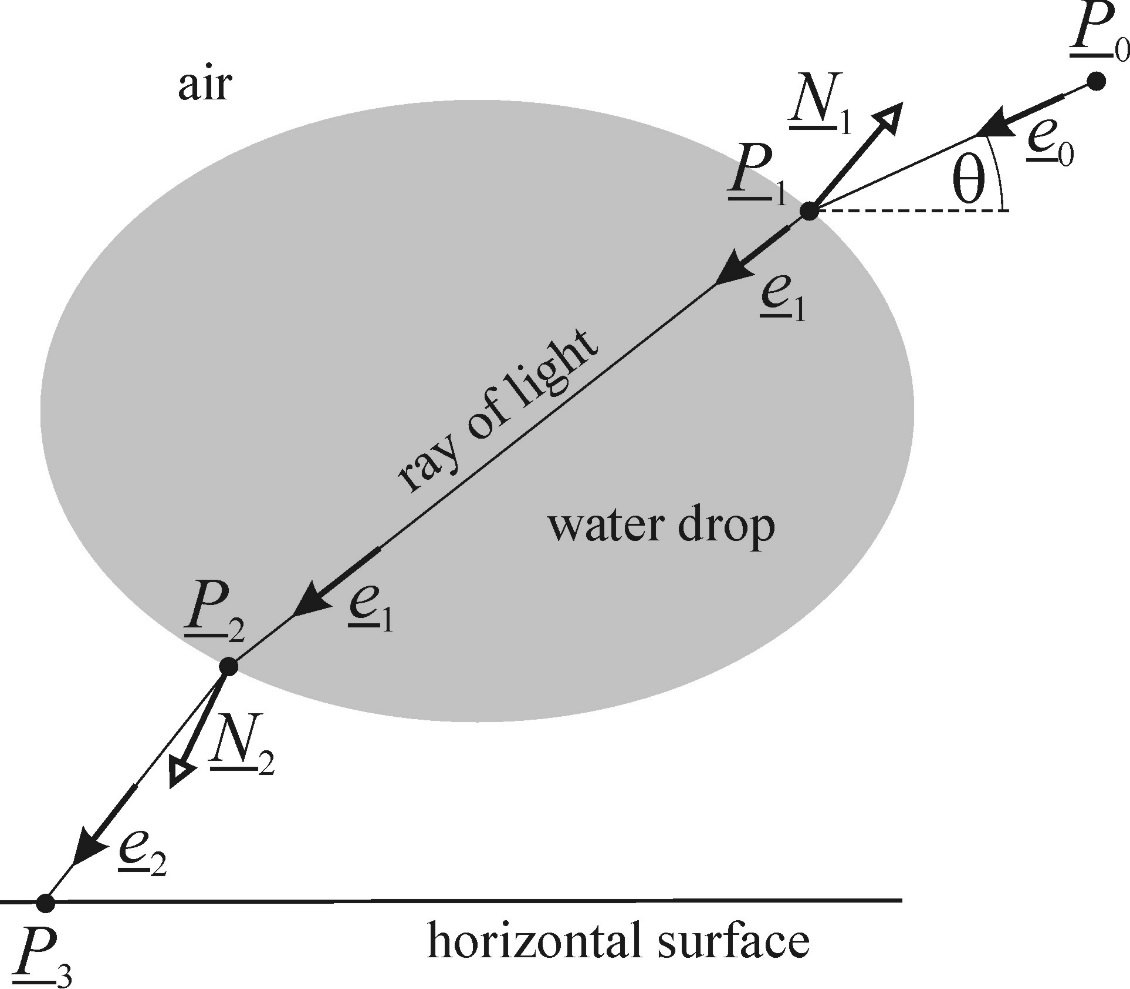 P0
air
N1
e0
P1
θ
e1
ray of light
water drop
P2
e1
N2
e2
horizontal surface
P3